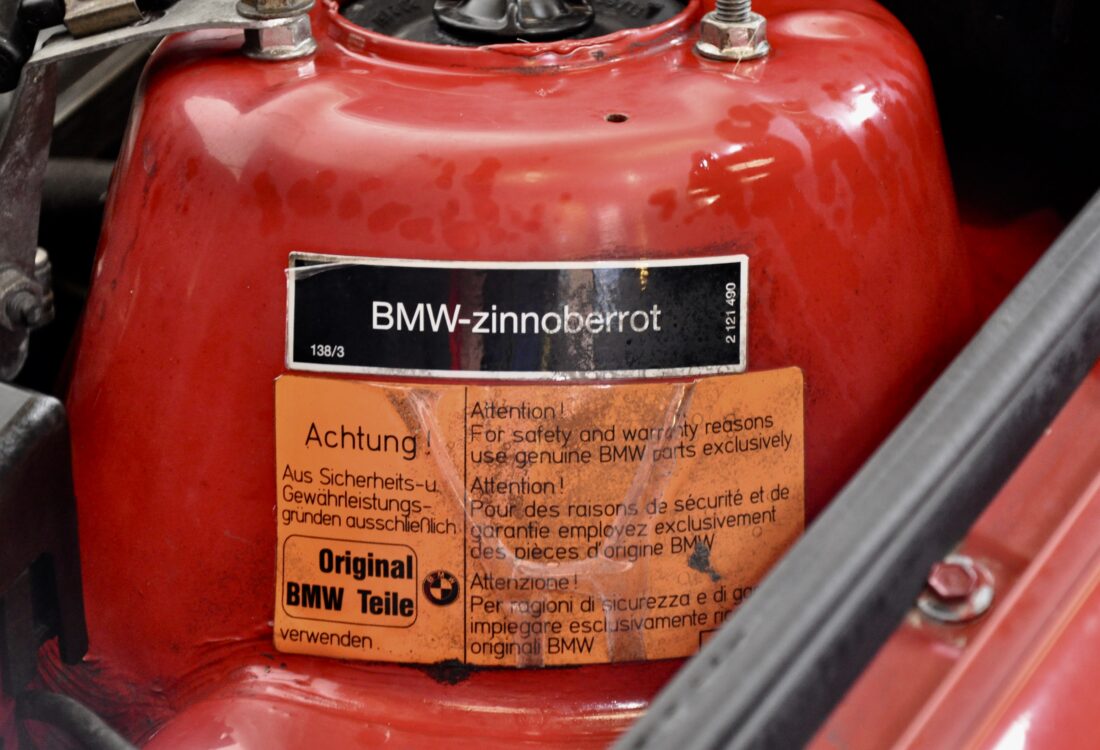 BMW-zinnoberrot
138/3
2 121 490
Achtung !
Aus Sicherheits-u.
Gewährleistungs-
gründen ausschließlich
Original
BMW Teile
verwenden
Attention !
For safety and warranty reasons
use genuine BMW parts exclusively
Attention !
Pour des raisons de sécurité et de
garantie employez exclusivement
des pièces d'origine BMW
Attenzione !
Per ragioni di sicurezza e di
impiegare esclusivamente
originali BMW